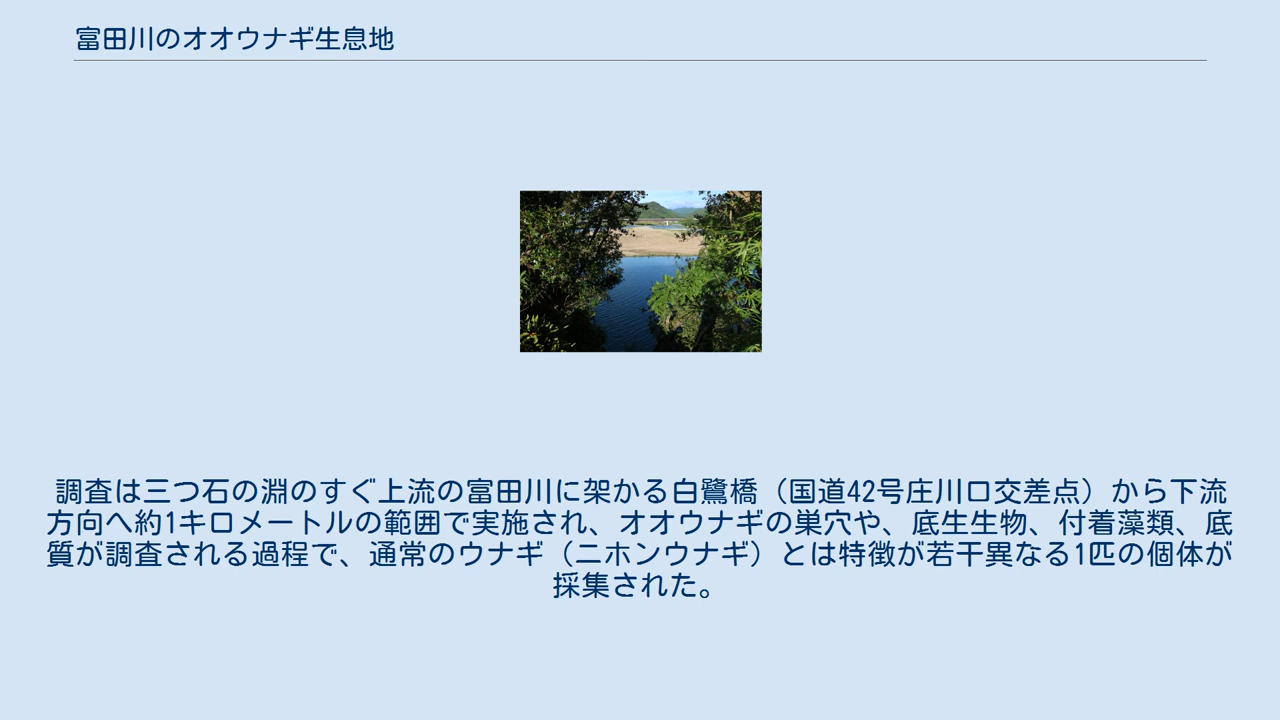 富田川のオオウナギ生息地
調査は三つ石の淵のすぐ上流の富田川に架かる白鷺橋（国道42号庄川口交差点）から下流
方向へ約1キロメートルの範囲で実施され、オオウナギの巣穴や、底生生物、付着藻類、底
質が調査される過程で、通常のウナギ（ニホンウナギ）とは特徴が若干異なる1匹の個体が
採集された。